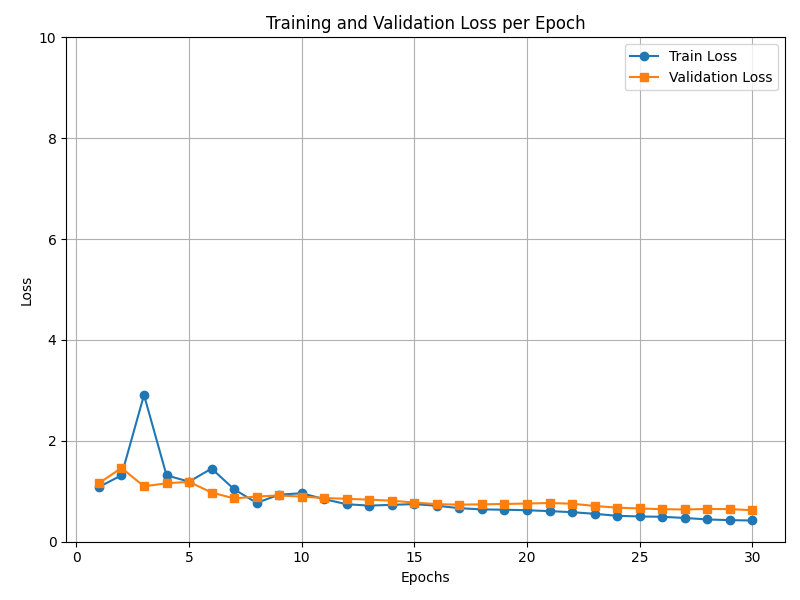 Training and Validation Loss per Epoch
Train Loss
Validation Loss
10
8
6
4
2
0
Loss
0 5 10 15 20 25 30
Epochs